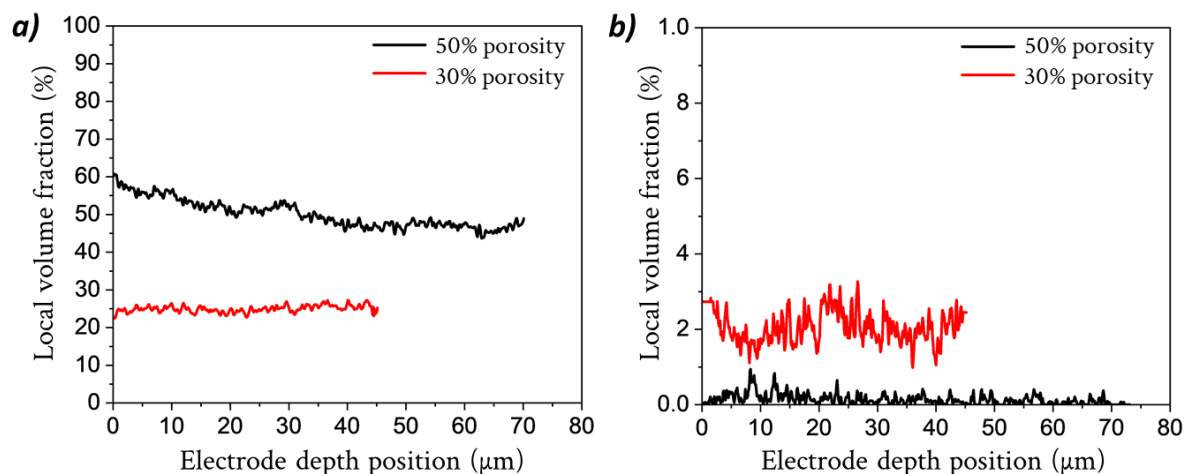 a)
50% porosity
30% porosity
Local volume fraction (%)
100
90
80
70
60
50
40
30
20
10
0
0 10 20 30 40 50 60 70 80
Electrode depth position (μm)
b)
50% porosity
30% porosity
Local volume fraction (%)
1.0
8
6
4
2
0.0
0.0 10 20 30 40 50 60 70 80
Electrode depth position (μm)